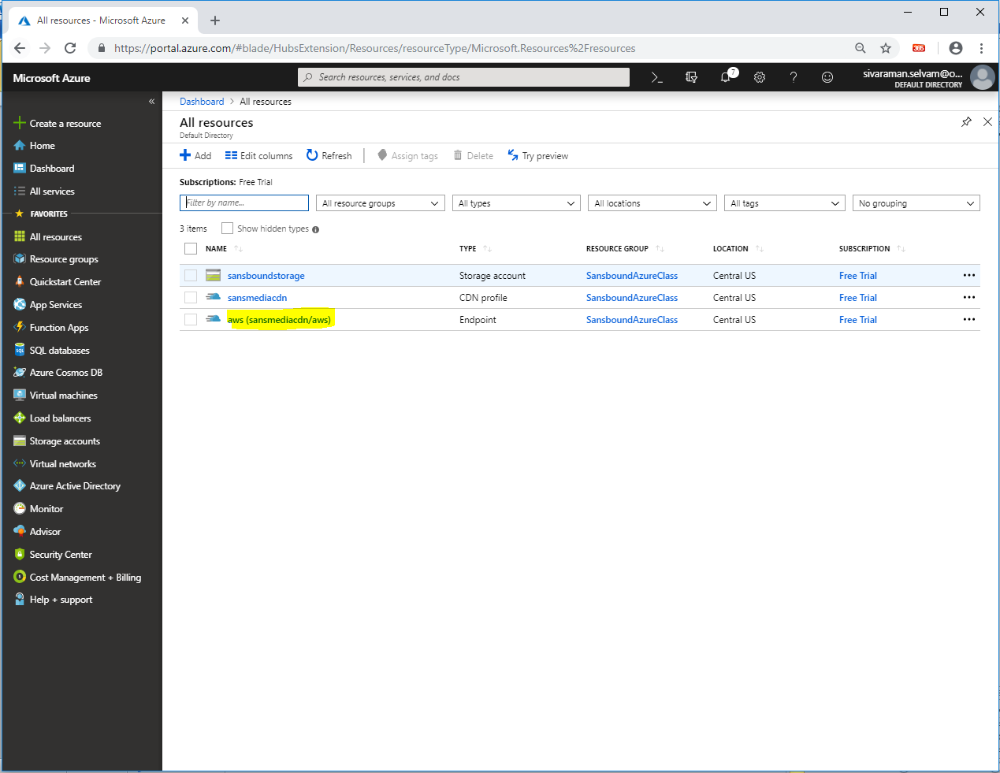 All resources - Microsoft Azure
https://portal.azure.com/#blade/HubsExtension/Resources/resourceType/Microsoft.Resources%2Fresources
365
Microsoft Azure
Search resources, services, and docs
7
sivaraman.selvam@o...
DEFAULT DIRECTORY
Create a resource
Home
Dashboard
All services
FAVORITES
All resources
Resource groups
Quickstart Center
App Services
Function Apps
SQL
SQL databases
Azure Cosmos DB
Virtual machines
Load balancers
Storage accounts
Virtual networks
Azure Active Directory
Monitor
Advisor
Security Center
Cost Management + Billing
Help + support
Dashboard > All resources
All resources
Default Directory
Add Edit columns Refresh Assign tags Delete Try preview
Subscriptions: Free Trial
Filter by name... All resource groups All types All locations All tags No grouping
3 items Show hidden types
NAME TYPE RESOURCE GROUP LOCATION SUBSCRIPTION
sansboundstorage Storage account SansboundAzureClass Central US Free Trial
sansmediacdn CDN profile SansboundAzureClass Central US Free Trial
aws (sansmediacdn/aws) Endpoint SansboundAzureClass Central US Free Trial